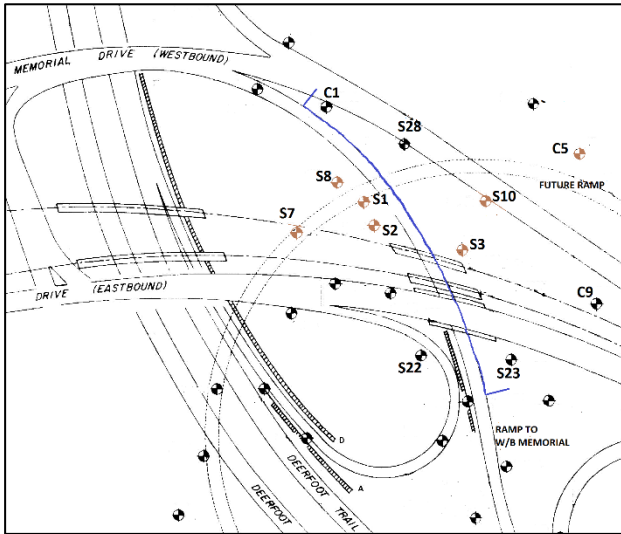 MEMORIAL DRIVE (WESTBOUND)
C1
S28
C5
S8
FUTURE RAMP
S1
S10
S7
S2
S3
DRIVE (EASTBOUND)
C9
S22
S23
RAMP TO
W/B MEMORIAL
D
A
DEERFOOT TRAIL
DEERFOOT